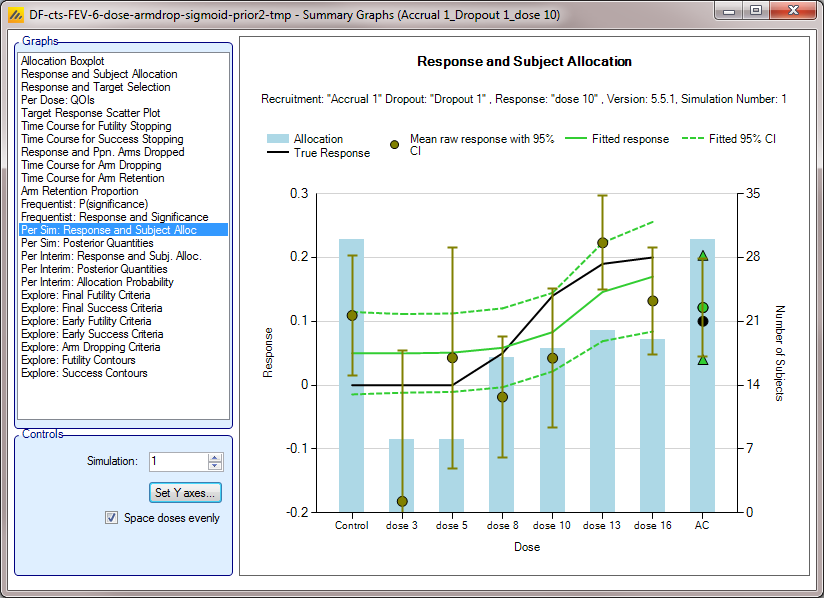 DF-cts-FEV-6-dose-armdrop-sigmoid-prior2-tmp - Summary Graphs (Accrual 1_Dropout 1_dose 10)
Graphs
Allocation Boxplot
Response and Subject Allocation
Response and Target Selection
Per Dose: QOIs
Target Response Scatter Plot
Time Course for Futility Stopping
Time Course for Success Stopping
Response and Ppn. Arms Dropped
Time Course for Arm Dropping
Time Course for Arm Retention
Arm Retention Proportion
Frequentist: P(significance)
Frequentist: Response and Significance
Per Sim: Response and Subject Alloc
Per Sim: Posterior Quantities
Per Interim: Response and Subj. Alloc.
Per Interim: Posterior Quantities
Per Interim: Allocation Probability
Explore: Final Futility Criteria
Explore: Final Success Criteria
Explore: Early Futility Criteria
Explore: Early Success Criteria
Explore: Arm Dropping Criteria
Explore: Futility Contours
Explore: Success Contours
Controls
Simulation: 1
Set Y axes...
Space doses evenly
Response and Subject Allocation
Recruitment: "Accrual 1" Dropout: "Dropout 1" , Response: "dose 10" , Version: 5.5.1, Simulation Number: 1
Allocation
True Response
Mean raw response with 95%
CI
Fitted response
Fitted 95% CI
0.3
0.2
0.1
0
-0.1
-0.2
Response
35
28
21
14
7
0
Number of Subjects
Control dose 3 dose 5 dose 8 dose 10 dose 13 dose 16 AC
Dose